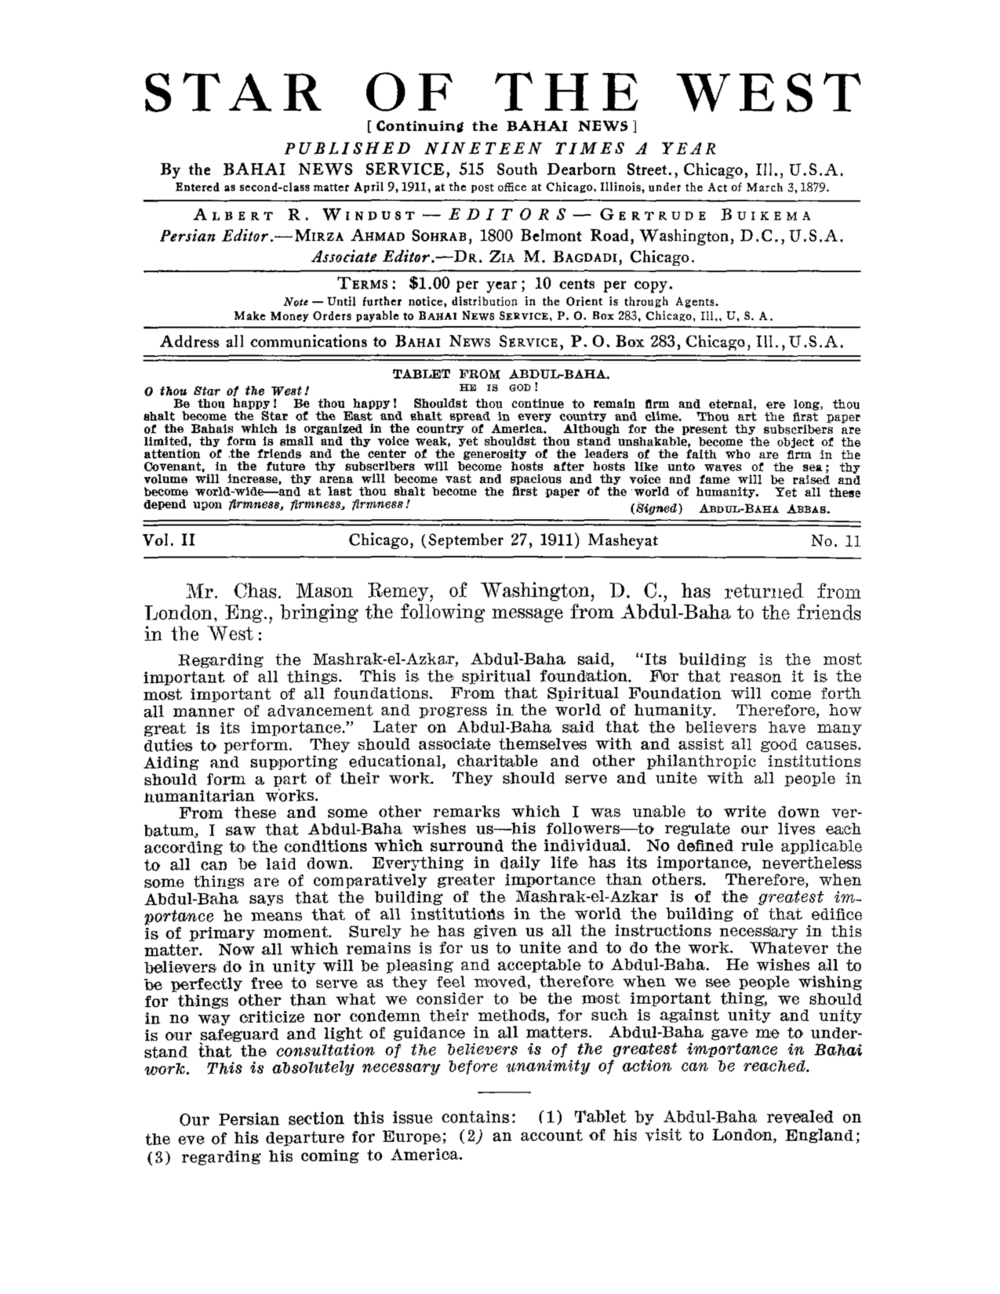 STAR OF THE WEST
[Continuing the BAHAI NEWS]
PUBLISHED NINETEEN TIMES A YEAR
By the BAHAI NEWS SERVICE, 515 South Dearborn Street., Chicago, Ill., U.S.A.
Entered as second-class matter April 9, 1911, at the post office at Chicago, Illinois, under the Act of March 3, 1879.
ALBERT R. WINDUST — EDITORS — GERTRUDE BUIKEMA
Persian Editor.—MIRZA AHMAD SOHRAB, 1800 Belmont Road, Washington, D.C., U.S.A.
Associate Editor.—DR. ZIA M. BAGDADI, Chicago.
TERMS: $1.00 per year; 10 cents per copy.
Note — Until further notice, distribution in the Orient is through Agents.
Make Money Orders payable to BAHAI NEWS SERVICE, P. O. Box 283, Chicago, Ill., U, S. A.
Address all communications to BAHAI NEWS SERVICE, P. O. Box 283, Chicago, Ill., U.S.A.
TABLET FROM ABDUL-BAHA.
HE IS GOD!
O thou Star of the West!
Be thou happy! Be thou happy! Shouldst thou continue to remain firm and eternal, ere long, thou
shalt become the Star of the East and shalt spread in every country and clime. Thou art the first paper
of the Bahais which is organized in the country of America. Although for the present thy subscribers are
limited, thy form is small and thy voice weak, yet shouldst thou stand unshakable, become the object of the
attention of the friends and the center of the generosity of the leaders of the faith who are firm in the
Covenant, in the future thy subscribers will become hosts after hosts like unto waves of the sea; thy
volume will increase, thy arena will become vast and spacious and thy voice and fame will be raised and
become world-wide—and at last thou shalt become the first paper of the world of humanity. Yet all these
depend upon firmness, firmness, firmness!
(Signed) ABDUL-BAHA ABBAS.
Vol. II Chicago, (September 27, 1911) Masheyat No. 11
Mr. Chas. Mason Remey, of Washington, D. C., has returned from
London, Eng., bringing the following message from Abdul-Baha to the friends
in the West:
Regarding the Mashrak-el-Azkar, Abdul-Baha said, "Its building is the most
important of all things. This is the spiritual foundation. For that reason it is the
most important of all foundations. From that Spiritual Foundation will come forth
all manner of advancement and progress in the world of humanity. Therefore, how
great is its importance." Later on Abdul-Baha said that the believers have many
duties to perform. They should associate themselves with and assist all good causes.
Aiding and supporting educational, charitable and other philanthropic institutions
should form a part of their work. They should serve and unite with all people in
humanitarian works.
From these and some other remarks which I was unable to write down ver-
batum, I saw that Abdul-Baha wishes us—his followers—to regulate our lives each
according to the conditions which surround the individual. No defined rule applicable
to all can be laid down. Everything in daily life has its importance, nevertheless
some things are of comparatively greater importance than others. Therefore, when
Abdul-Baha says that the building of the Mashrak-el-Azkar is of the greatest im-
portance he means that of all institutions in the world the building of that edifice
is of primary moment. Surely he has given us all the instructions necessary in this
matter. Now all which remains is for us to unite and to do the work. Whatever the
believers do in unity will be pleasing and acceptable to Abdul-Baha. He wishes all to
be perfectly free to serve as they feel moved, therefore when we see people wishing
for things other than what we consider to be the most important thing, we should
in no way criticize nor condemn their methods, for such is against unity and unity
is our safeguard and light of guidance in all matters. Abdul-Baha gave me to under-
stand that the consultation of the believers is of the greatest importance in Bahai
work. This is absolutely necessary before unanimity of action can be reached.
Our Persian section this issue contains: (1) Tablet by Abdul-Baha revealed on
the eve of his departure for Europe; (2) an account of his visit to London, England;
(3) regarding his coming to America.